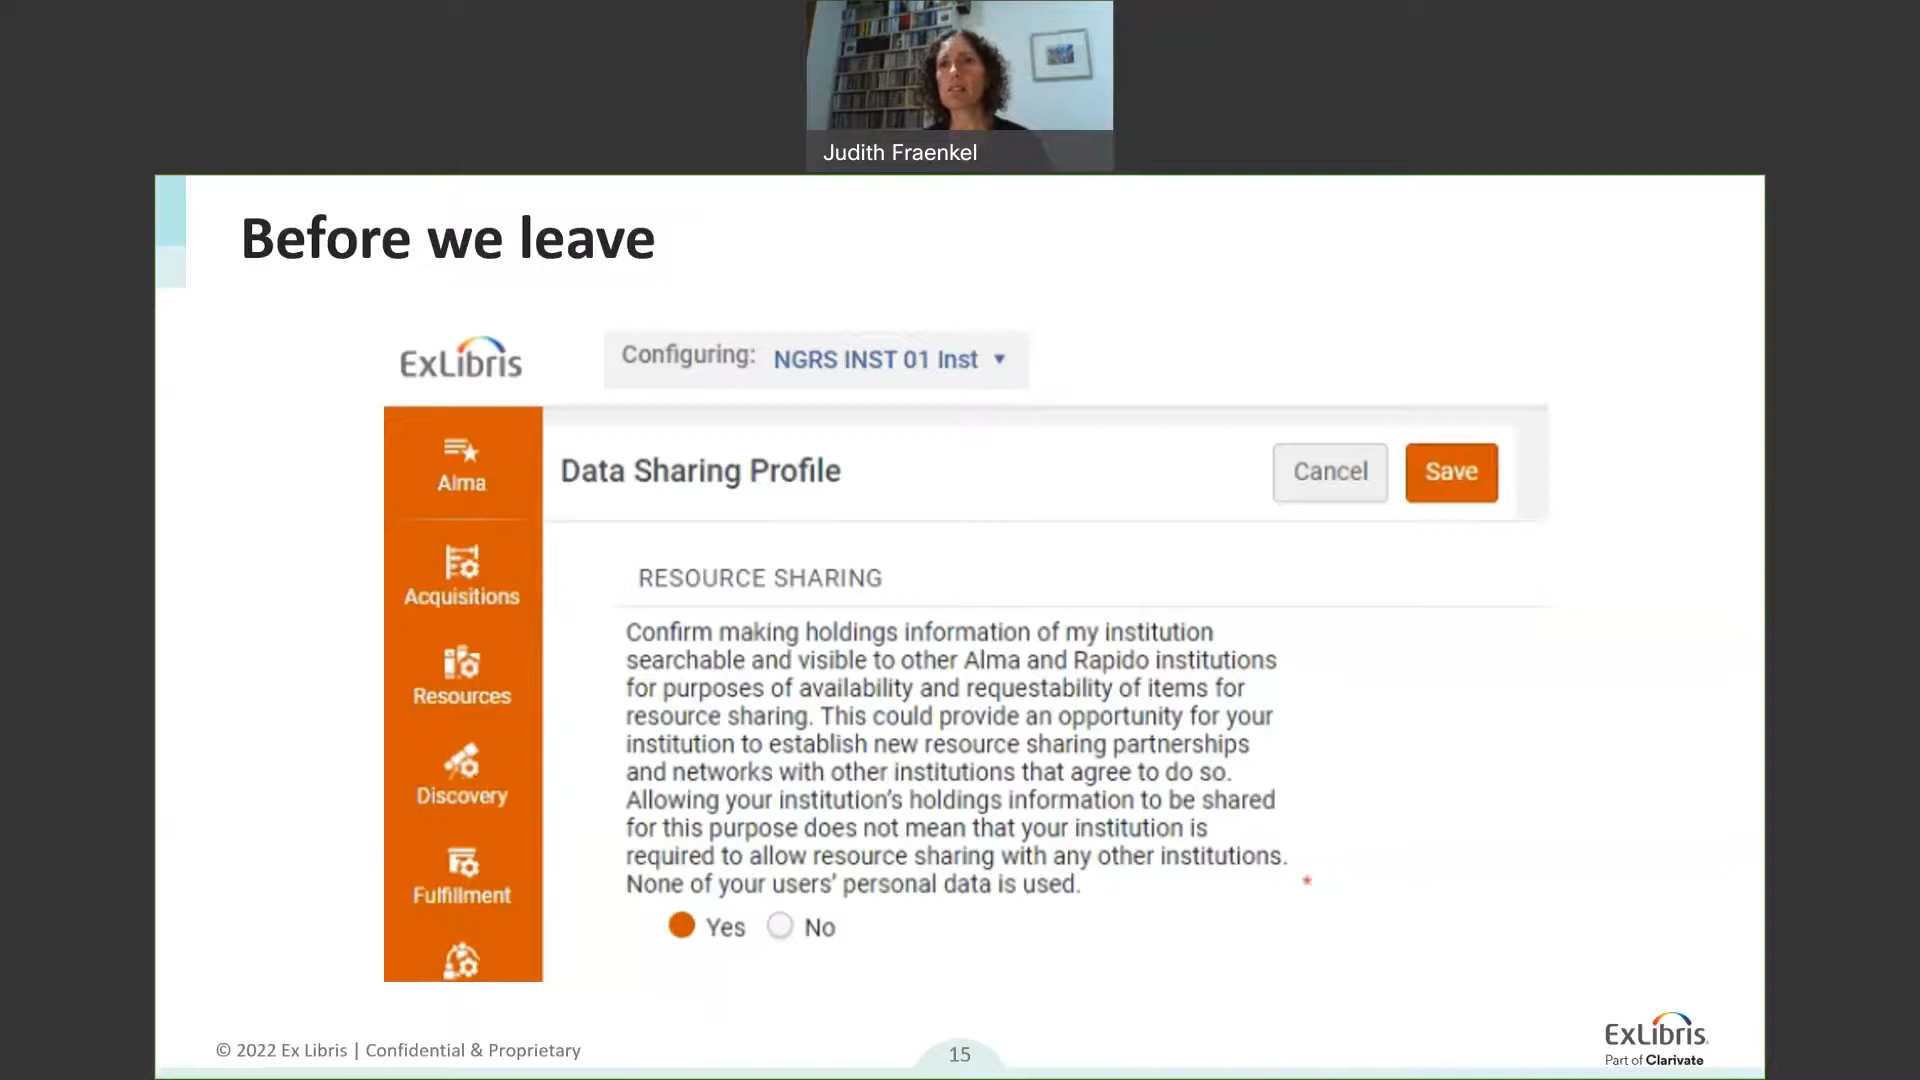 Judith Fraenkel
Before we leave
ExLibris
Configuring: NGRS INST 01 Inst
Alma
Data Sharing Profile
Cancel
Save
Acquisitions
Resources
Discovery
Fulfillment
RESOURCE SHARING
Confirm making holdings information of my institution
searchable and visible to other Alma and Rapido institutions
for purposes of availability and requestability of items for
resource sharing. This could provide an opportunity for your
institution to establish new resource sharing partnerships
and networks with other institutions that agree to do so.
Allowing your institution's holdings information to be shared
for this purpose does not mean that your institution is
required to allow resource sharing with any other institutions.
None of your users' personal data is used. *
Yes No
© 2022 Ex Libris | Confidential & Proprietary
15
ExLibris
Part of Clarivate